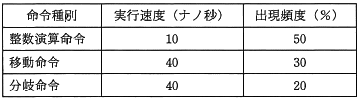 命令種別 実行速度（ナノ秒） 出現頻度（％）
整数演算命令 10 50
移動命令 40 30
分岐命令 40 20